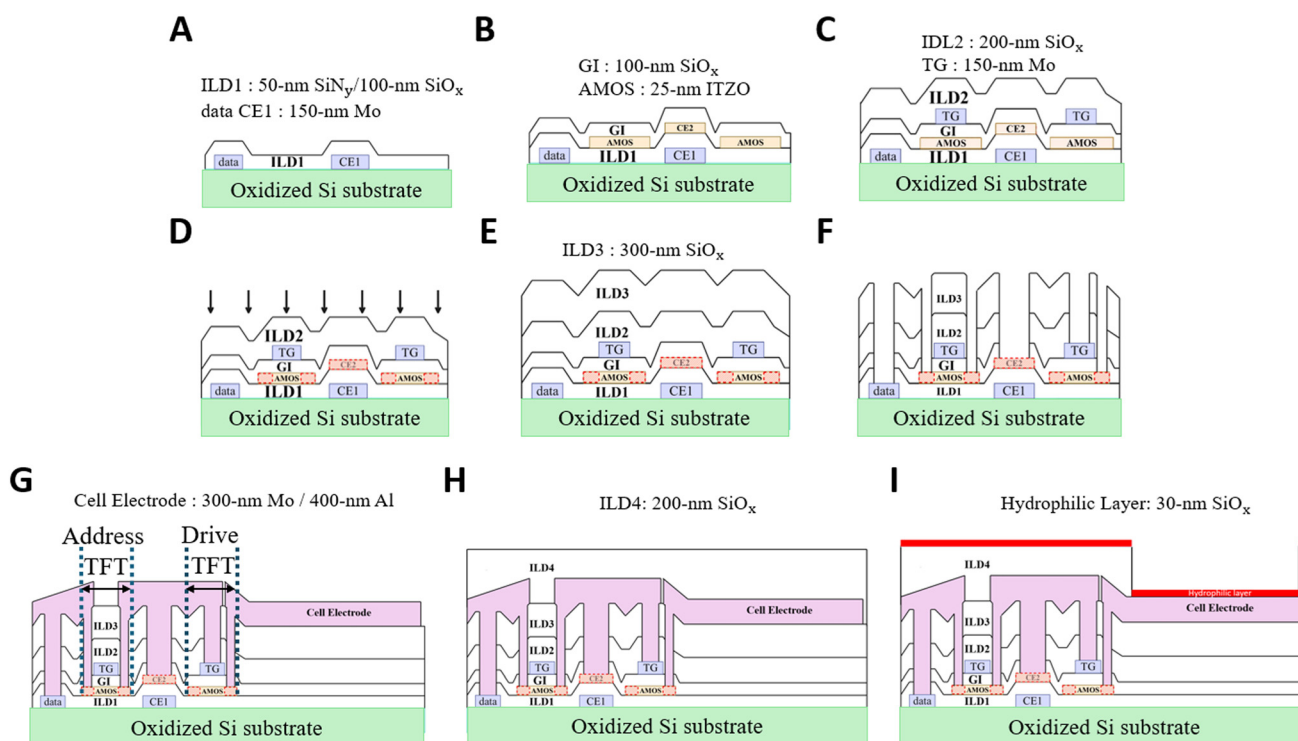 A
ILD1 : 50-nm SiNy/100-nm SiOx
data CE1 : 150-nm Mo
data
ILD1
CE1
Oxidized Si substrate
B
GI : 100-nm SiOx
AMOS : 25-nm ITZO
GI
CE2
AMOS
AMOS
data
ILD1
CE1
Oxidized Si substrate
C
IDL2 : 200-nm SiOx
TG : 150-nm Mo
ILD2
TG
TG
GI
CE2
AMOS
AMOS
data
ILD1
CE1
Oxidized Si substrate
D
ILD2
TG
TG
GI
CE2
AMOS
AMOS
data
ILD1
CE1
Oxidized Si substrate
E
ILD3 : 300-nm SiOx
ILD3
ILD2
TG
TG
GI
CE2
AMOS
AMOS
data
ILD1
CE1
Oxidized Si substrate
F
ILD3
ILD2
TG
TG
GI
CE2
AMOS
AMOS
data
ILD1
CE1
Oxidized Si substrate
G
Cell Electrode : 300-nm Mo / 400-nm Al
Address
TFT
Drive
TFT
Cell Electrode
ILD3
ILD2
TG
TG
GI
CE2
AMOS
AMOS
data
ILD1
CE1
Oxidized Si substrate
H
ILD4: 200-nm SiOx
ILD4
Cell Electrode
ILD3
ILD2
TG
TG
GI
CE2
AMOS
AMOS
data
ILD1
CE1
Oxidized Si substrate
I
Hydrophilic Layer: 30-nm SiOx
ILD4
Hydrophilic layer
Cell Electrode
ILD3
ILD2
TG
TG
GI
CE2
AMOS
AMOS
data
ILD1
CE1
Oxidized Si substrate